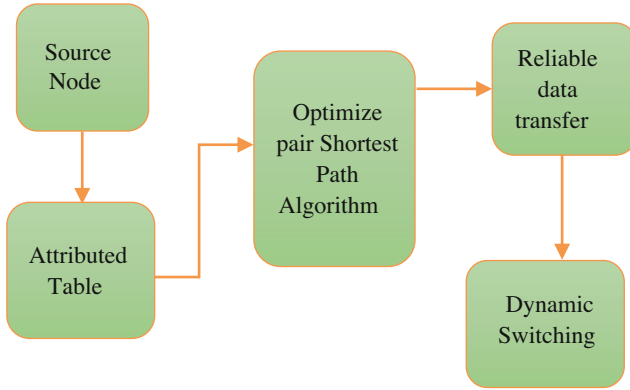 Source
Node
Attributed
Table
Optimize
pair Shortest
Path
Algorithm
Reliable
data
transfer
Dynamic
Switching